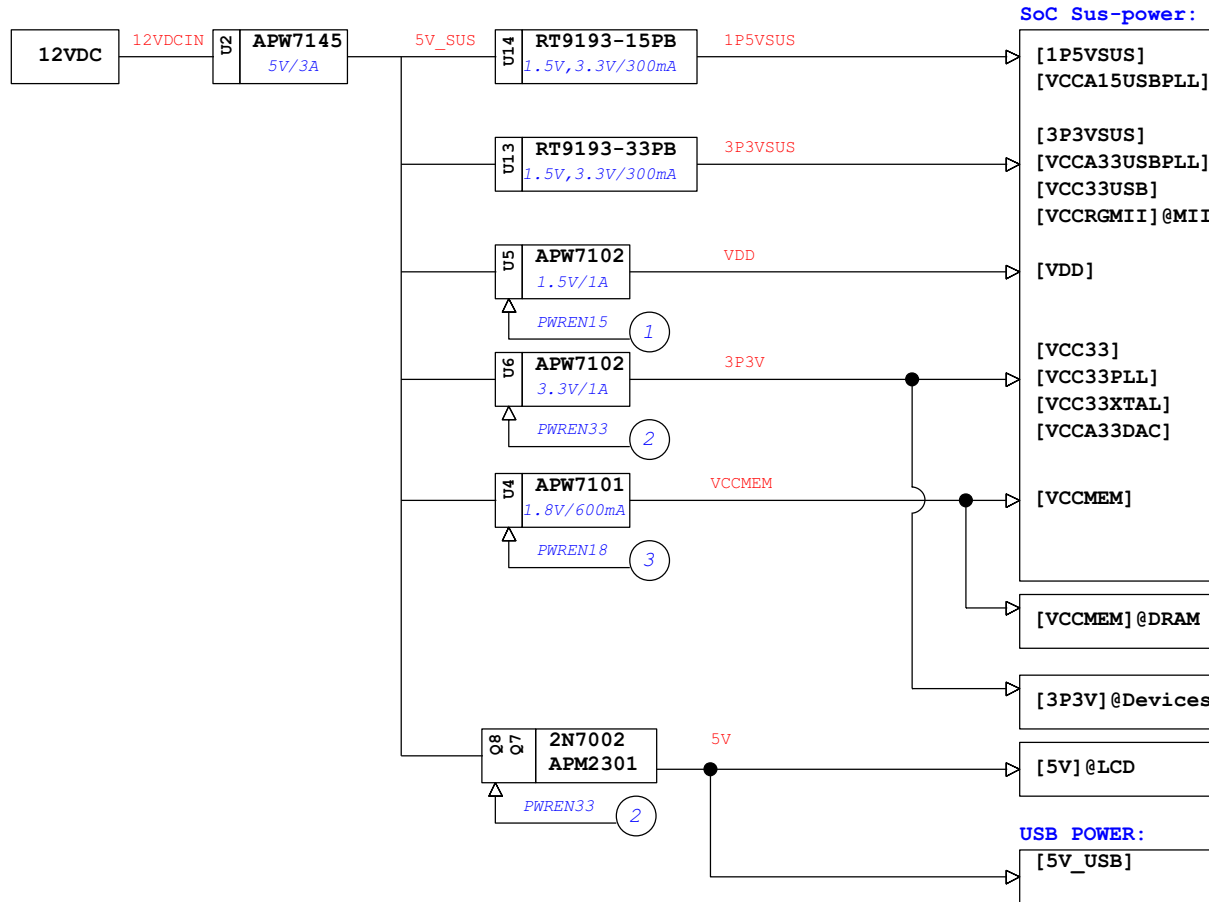 SoC Sus-power:
12VDC
12VDCIN
U2
APW7145
5V/3A
5V_SUS
U14
RT9193-15PB
1.5V,3.3V/300mA
1P5VSUS
[1P5VSUS]
[VCCA15USBPLL]
U13
RT9193-33PB
1.5V,3.3V/300mA
3P3VSUS
[3P3VSUS]
[VCCA33USBPLL]
[VCC33USB]
[VCCRGMII]@MII
U5
APW7102
1.5V/1A
VDD
[VDD]
PWREN15
1
U6
APW7102
3.3V/1A
3P3V
[VCC33]
[VCC33PLL]
[VCC33XTAL]
[VCCA33DAC]
PWREN33
2
U4
APW7101
1.8V/600mA
VCCMEM
[VCCMEM]
PWREN18
3
[VCCMEM]@DRAM
[3P3V]@Devices
Q8
Q7
2N7002
APM2301
5V
[5V]@LCD
PWREN33
2
USB POWER:
[5V_USB]